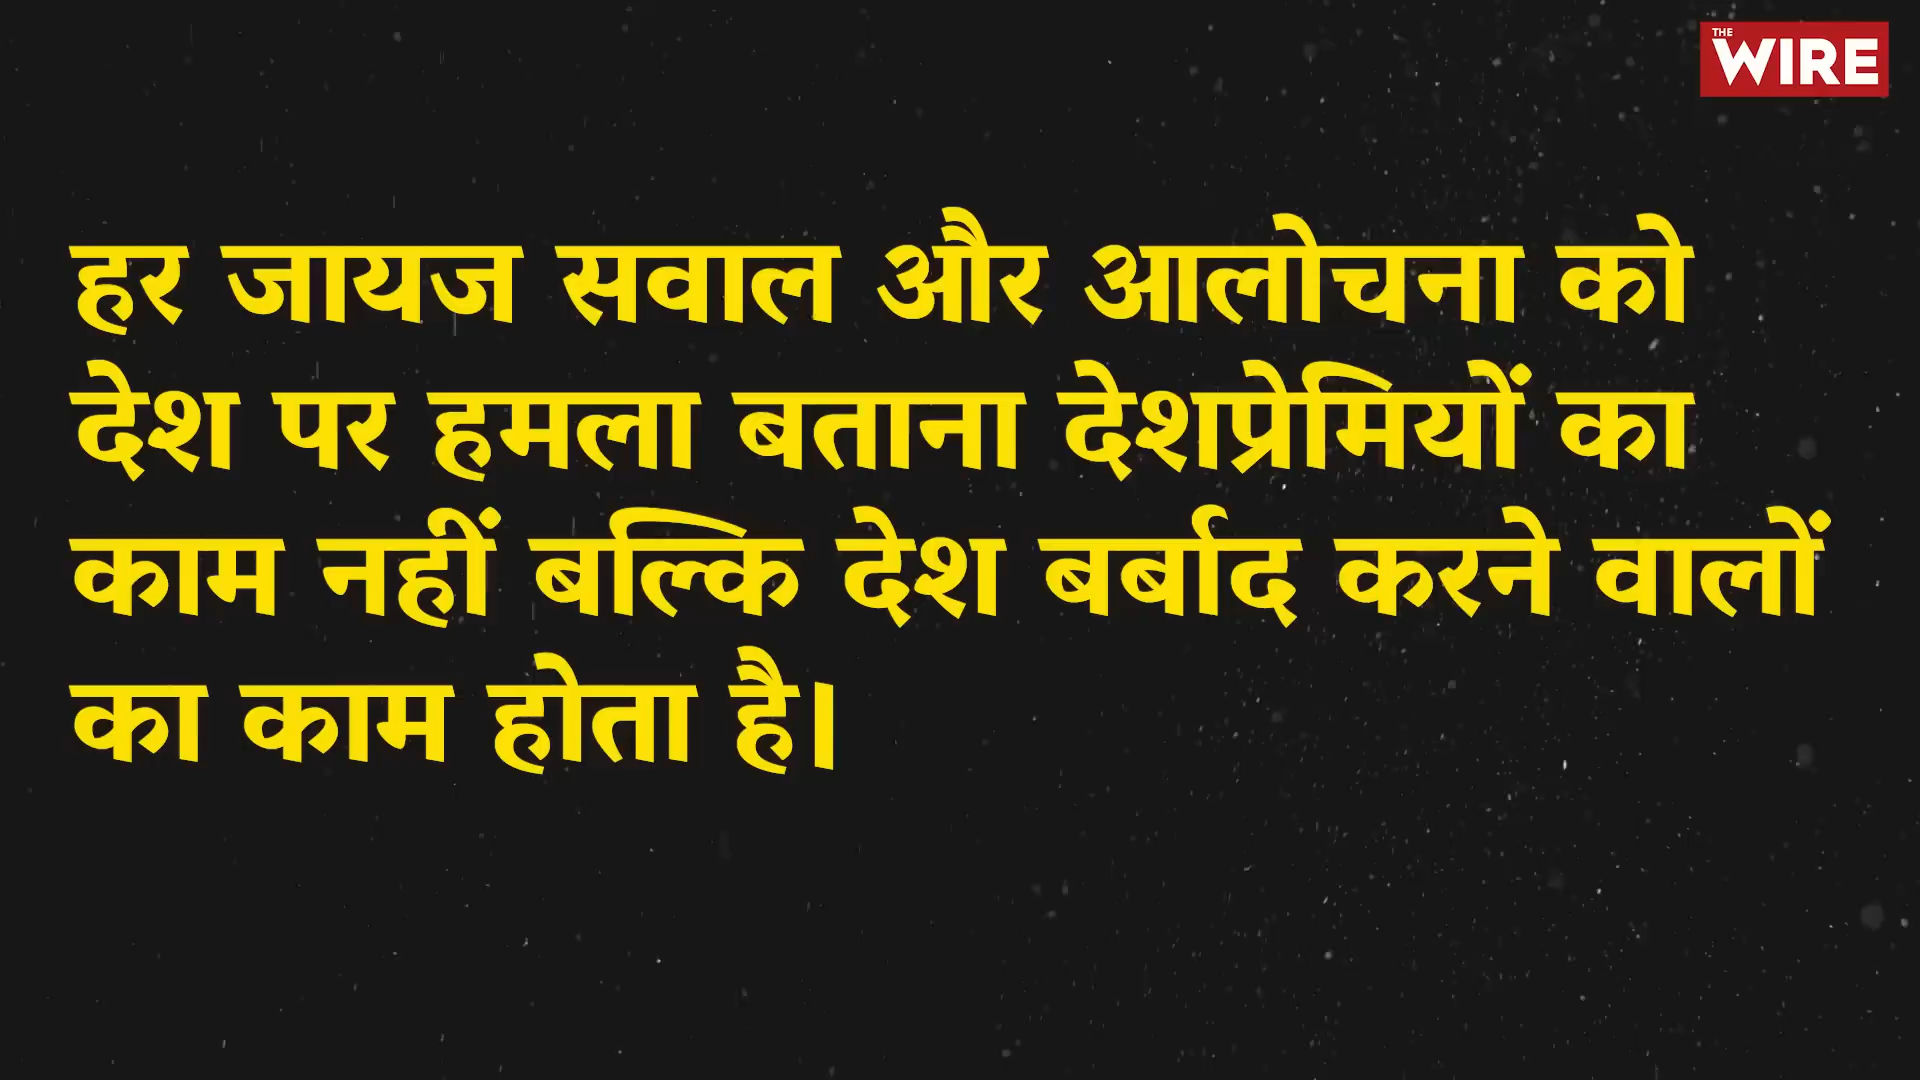 THE WIRE
हर जायज सवाल और आलोचना को
देश पर हमला बताना देशप्रेमियों का
काम नहीं बल्कि देश बर्बाद करने वालों
का काम होता है।